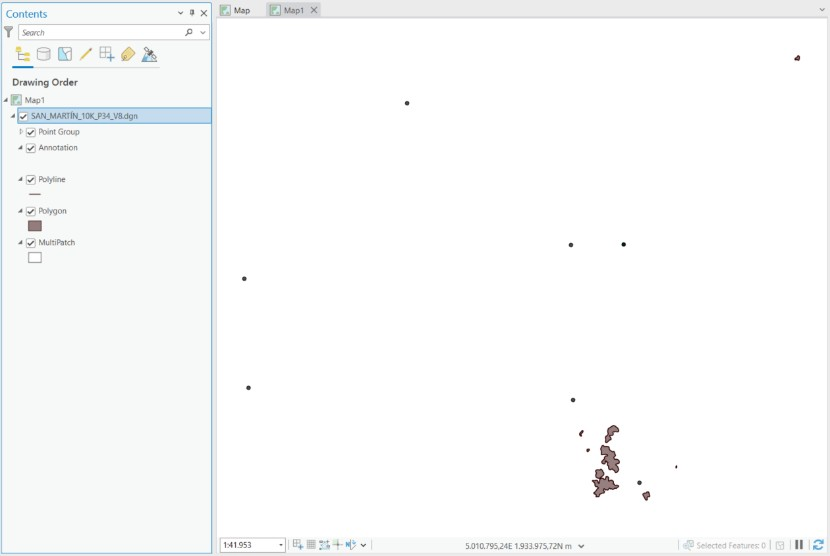 Contents
Search
Drawing Order
Map1
SAN_MARTÍN_10K_P34_V8.dgn
Point Group
Annotation
Polyline
Polygon
MultiPatch
Map
Map1
1:41.953
5.010.795,24E 1.933.975,72N m
Selected Features: 0